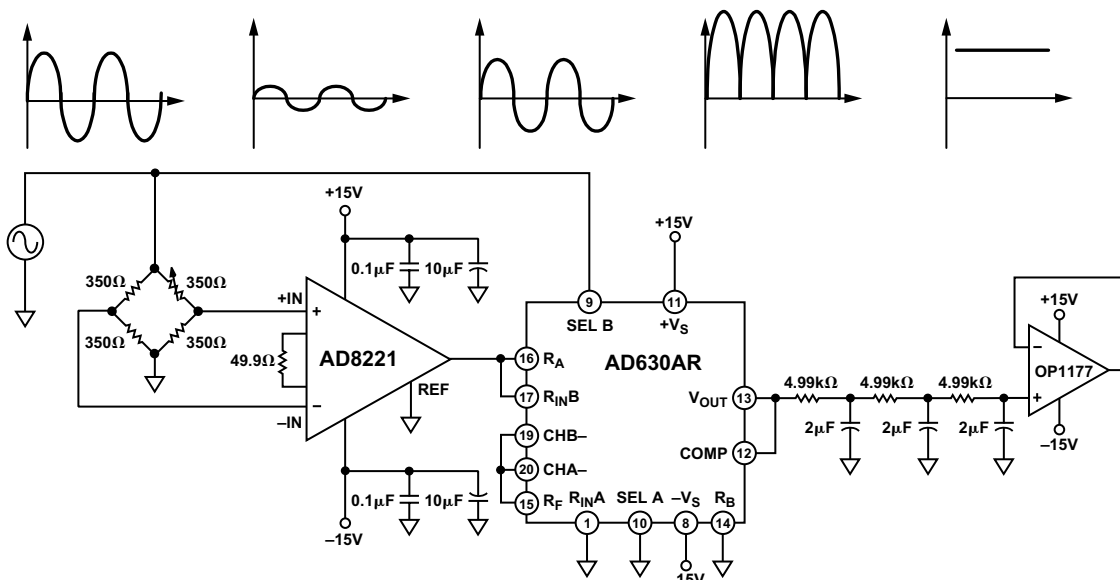 +15V
0.1µF
10µF
350Ω
350Ω
350Ω
350Ω
+IN
+
49.9Ω
AD8221
REF
−
–IN
0.1µF
10µF
–15V
+15V
9
SEL B
11
+VS
AD630AR
16 RA
17 RINB
19 CHB–
20 CHA–
15 RF
RINA
1
SEL A
10
–VS
8
RB
14
–15V
VOUT 13
COMP 12
4.99kΩ
4.99kΩ
4.99kΩ
2µF
2µF
2µF
+15V
−
OP1177
+
–15V